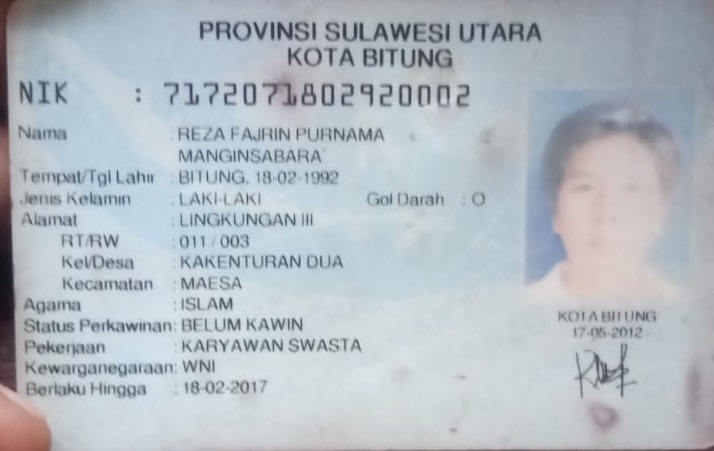 PROVINSI SULAWESI UTARA
KOTA BITUNG
NIK : 7172071802920002
Nama : REZA FAJRIN PURNAMA
MANGINSABARA
Tempat/Tgl Lahir : BITUNG, 18-02-1992
Jenis Kelamin : LAKI-LAKI Gol Darah : O
Alamat : LINGKUNGAN III
RT/RW : 011 / 003
Kel/Desa : KAKENTURAN DUA
Kecamatan : MAESA
Agama : ISLAM
Status Perkawinan: BELUM KAWIN
Pekerjaan : KARYAWAN SWASTA
Kewarganegaraan: WNI
Berlaku Hingga : 18-02-2017
KOTA BITUNG
17-05-2012